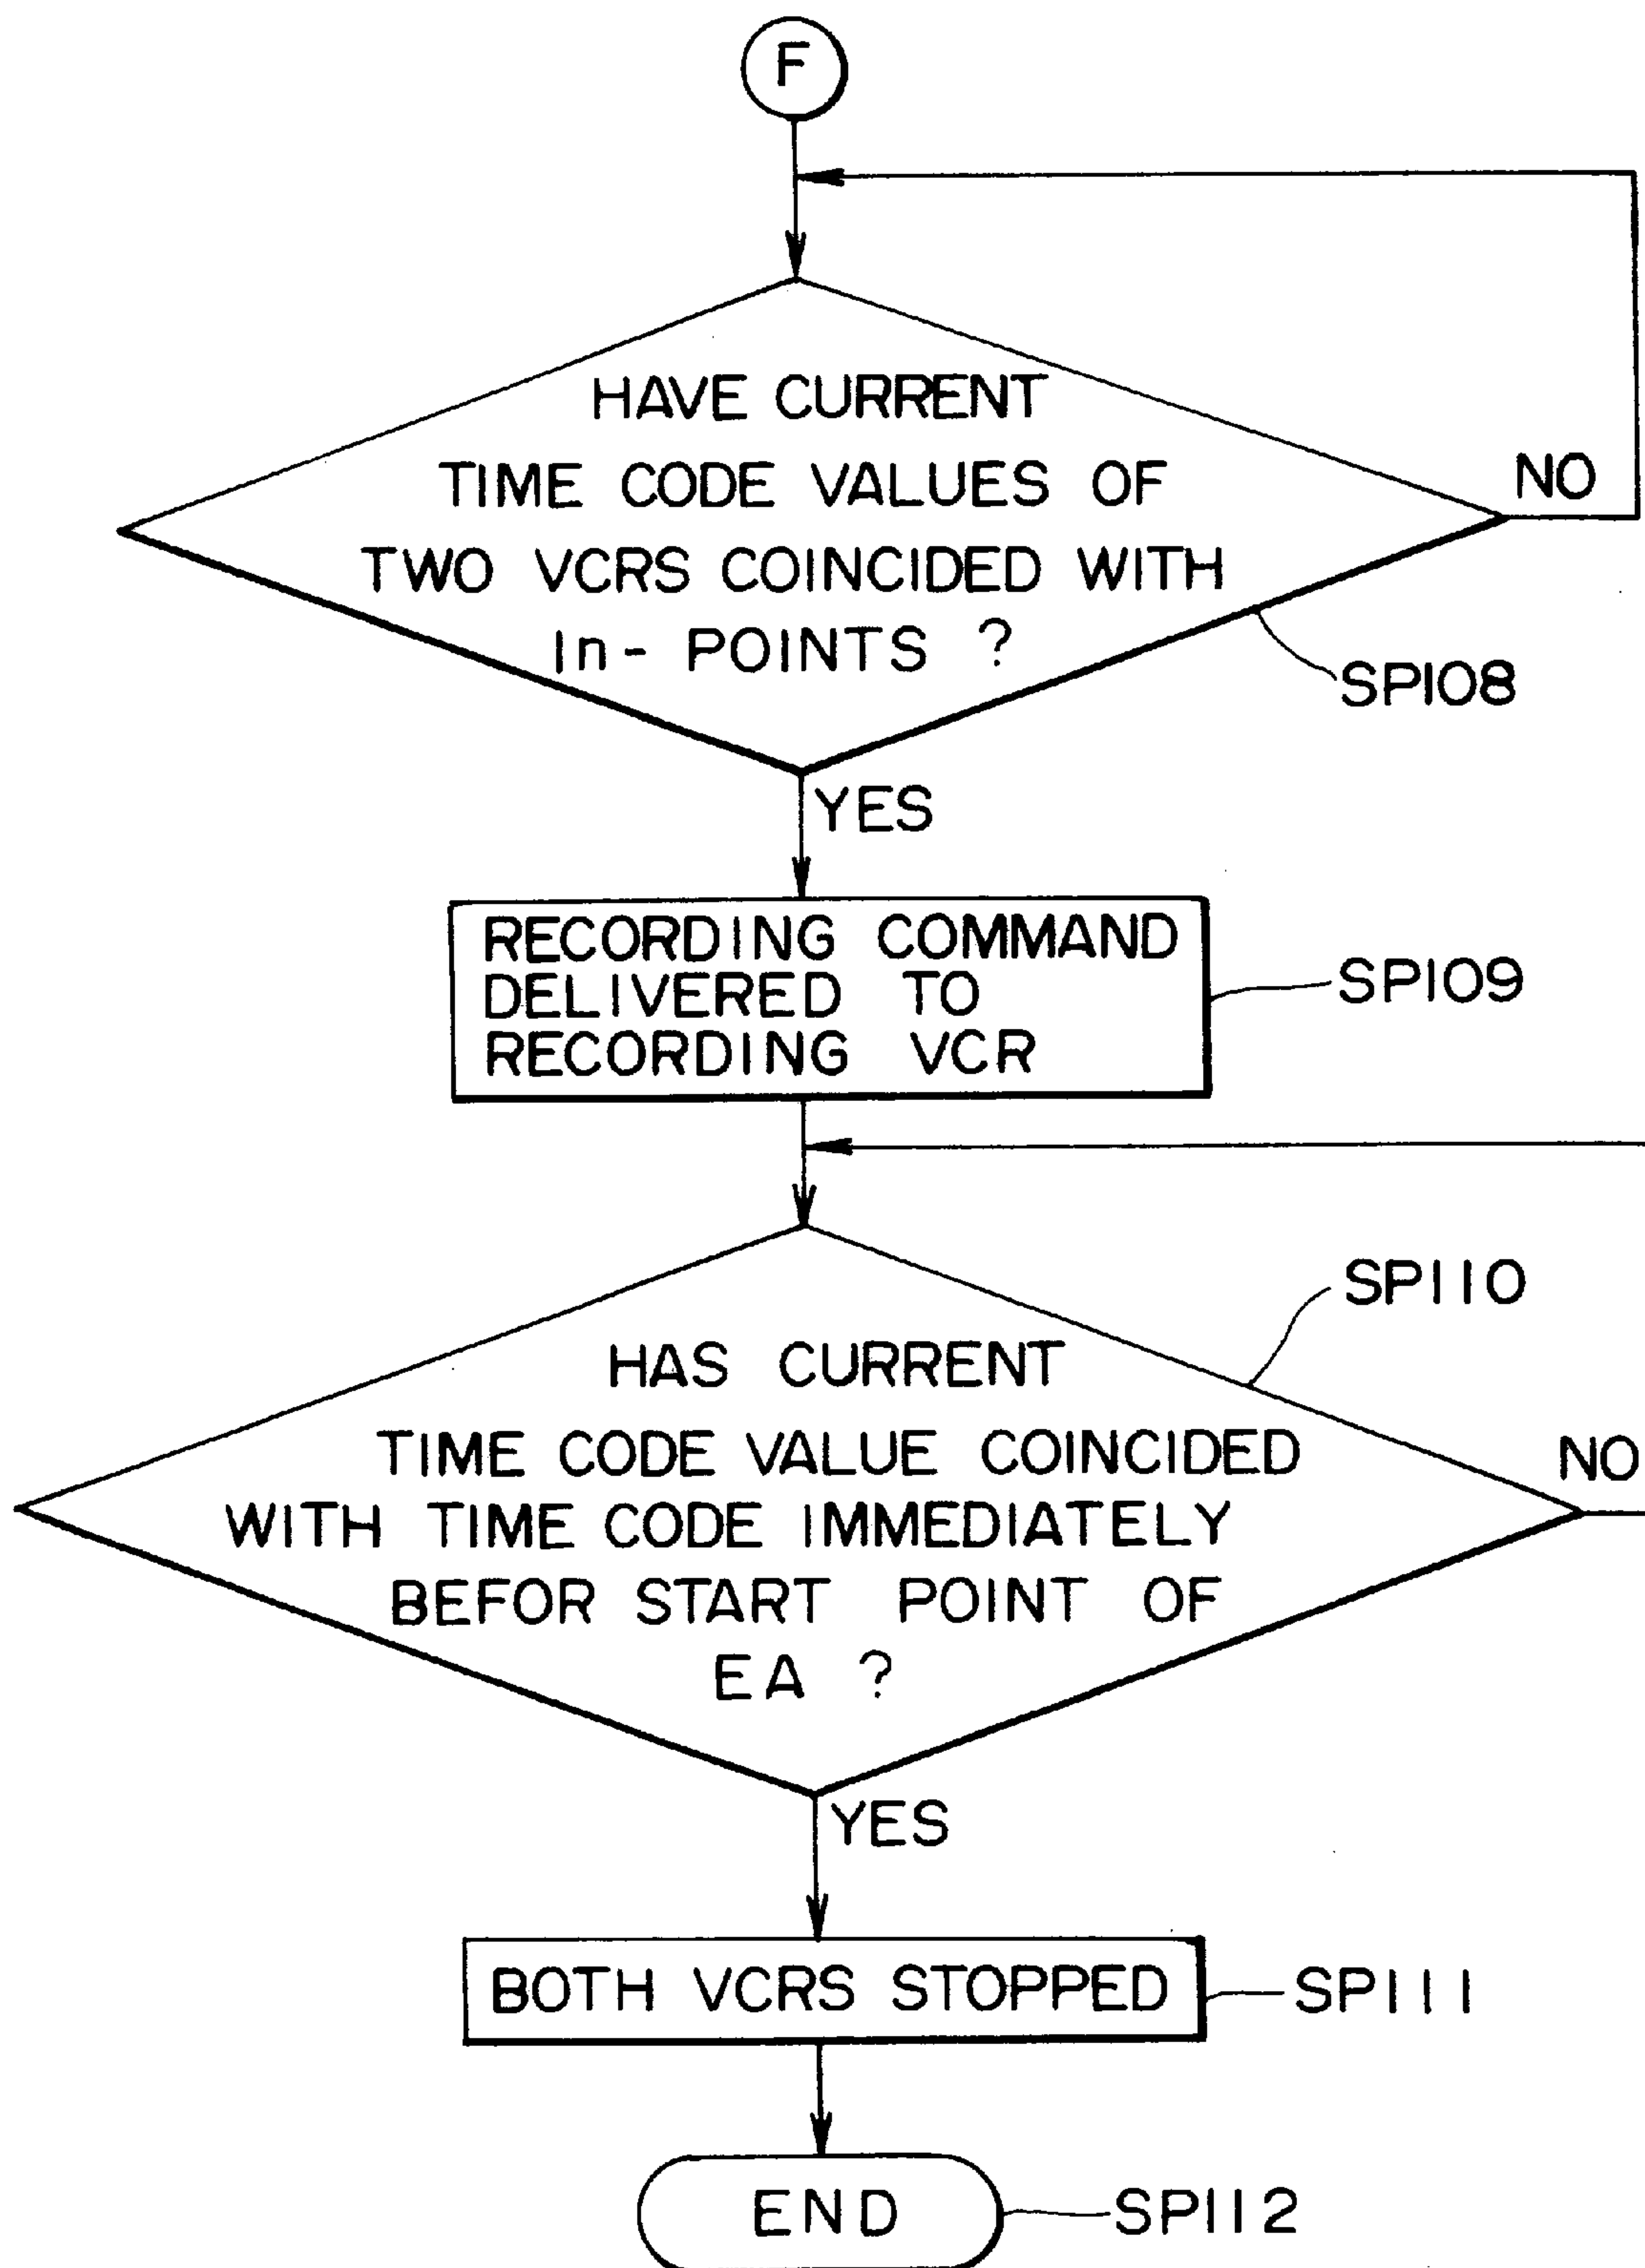 F
HAVE CURRENT
TIME CODE VALUES OF
TWO VCRS COINCIDED WITH
In- POINTS ?
NO
SP108
YES
RECORDING COMMAND
DELIVERED TO
RECORDING VCR
SP109
SP110
HAS CURRENT
TIME CODE VALUE COINCIDED
WITH TIME CODE IMMEDIATELY
BEFOR START POINT OF
EA ?
NO
YES
BOTH VCRS STOPPED
SP111
END
SP112